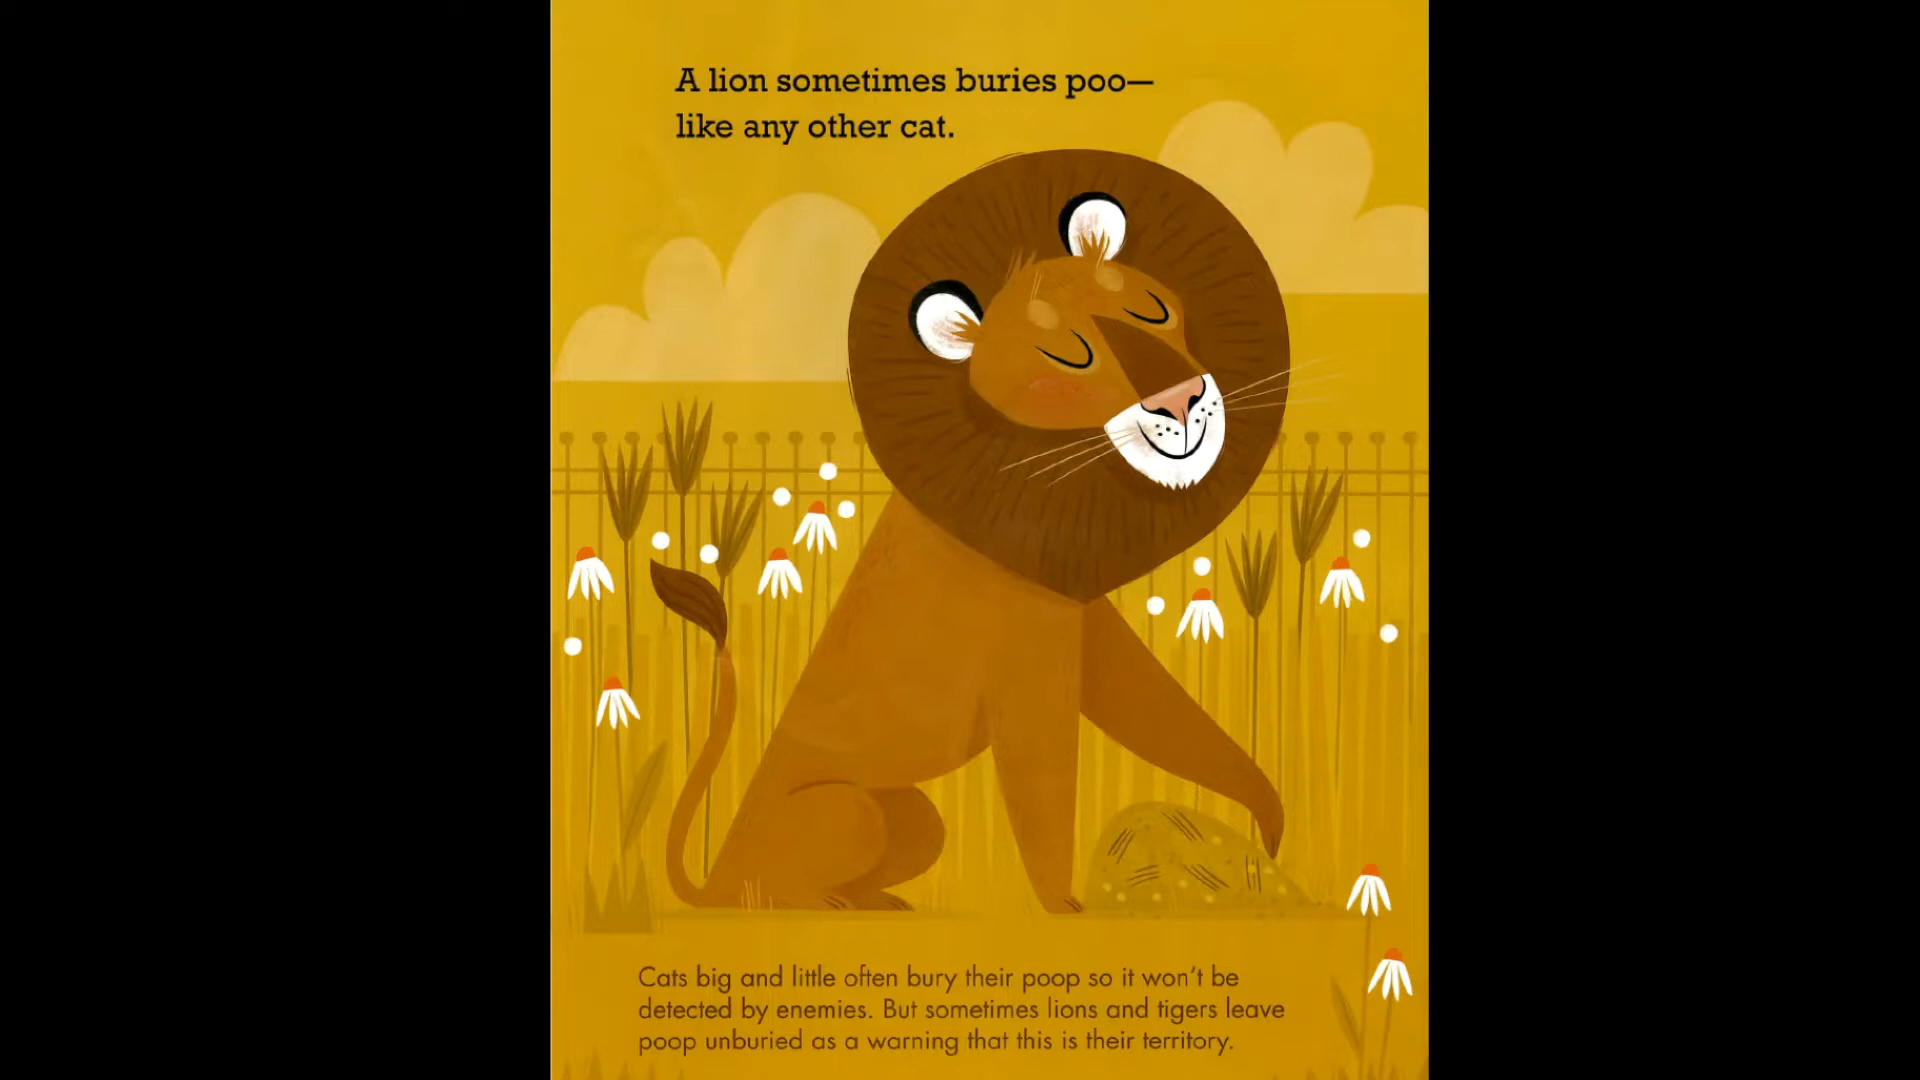 A lion sometimes buries poo—
like any other cat.
Cats big and little often bury their poop so it won't be
detected by enemies. But sometimes lions and tigers leave
poop unburied as a warning that this is their territory.